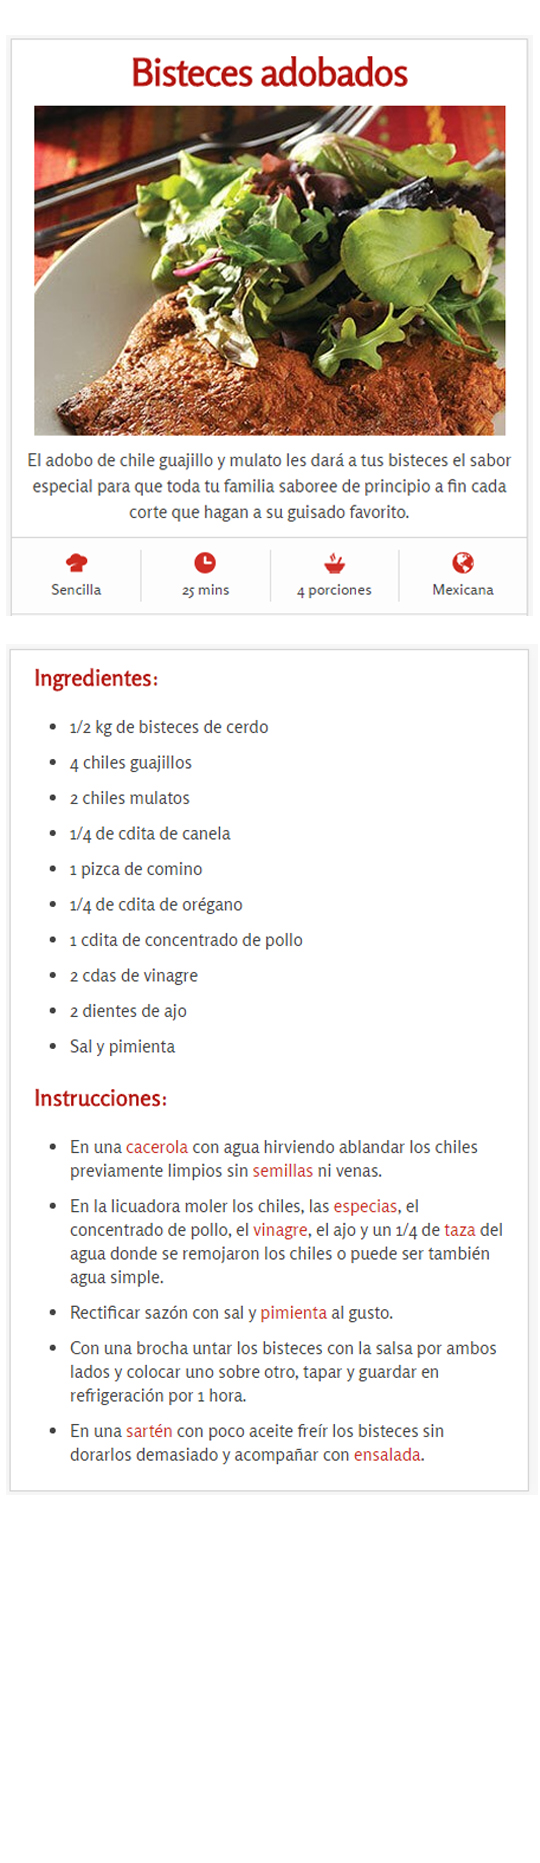 Bisteces adobados
El adobo de chile guajillo y mulato les dará a tus bisteces el sabor
especial para que toda tu familia saboree de principio a fin cada
corte que hagan a su guisado favorito.
Sencilla
25 mins
4 porciones
Mexicana
Ingredientes:
• 1/2 kg de bisteces de cerdo
• 4 chiles guajillos
• 2 chiles mulatos
• 1/4 de cdita de canela
• 1 pizca de comino
• 1/4 de cdita de orégano
• 1 cdita de concentrado de pollo
• 2 cdas de vinagre
• 2 dientes de ajo
• Sal y pimienta
Instrucciones:
• En una cacerola con agua hirviendo ablandar los chiles
previamente limpios sin semillas ni venas.
• En la licuadora moler los chiles, las especias, el
concentrado de pollo, el vinagre, el ajo y un 1/4 de taza del
agua donde se remojaron los chiles o puede ser también
agua simple.
• Rectificar sazón con sal y pimienta al gusto.
• Con una brocha untar los bisteces con la salsa por ambos
lados y colocar uno sobre otro, tapar y guardar en
refrigeración por 1 hora.
• En una sartén con poco aceite freír los bisteces sin
dorarlos demasiado y acompañar con ensalada.